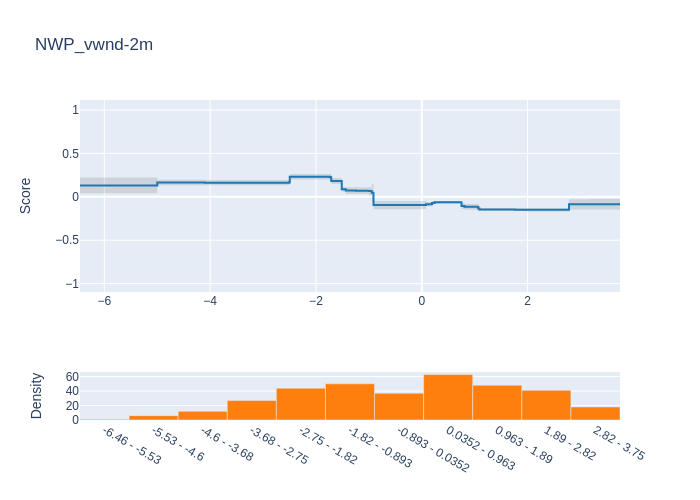 NWP_vwnd-2m
Score
1
0.5
0
−0.5
−1
−6
−4
−2
0
2
Density
60
40
20
0
-6.46 - -5.53
-5.53 - -4.6
-4.6 - -3.68
-3.68 - -2.75
-2.75 - -1.82
-1.82 - -0.893
-0.893 - 0.0352
0.0352 - 0.963
0.963 - 1.89
1.89 - 2.82
2.82 - 3.75